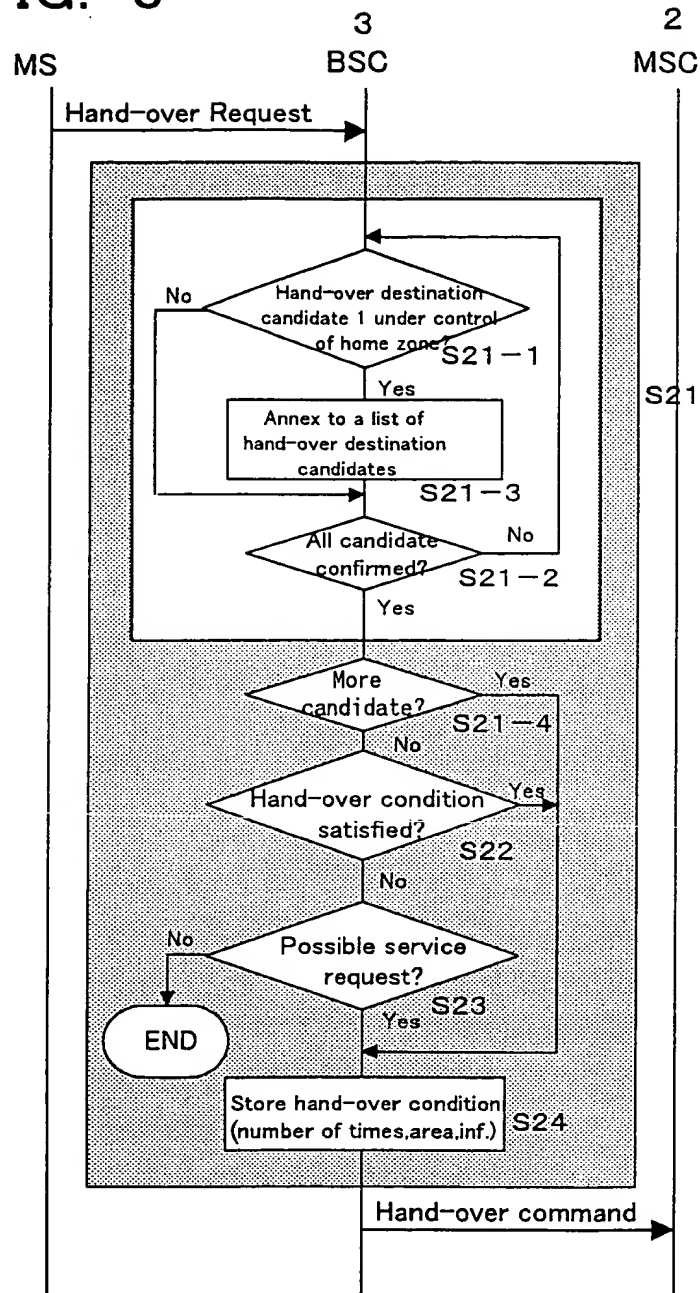 3
2
MS
BSC
MSC
Hand-over Request
No
Hand-over destination
candidate 1 under control
of home zone?
S21-1
Yes
S21
Annex to a list of
hand-over destination
candidates
S21-3
No
All candidate
confirmed?
S21-2
Yes
More
candidate?
Yes
S21-4
No
Hand-over condition
satisfied?
Yes
S22
No
No
Possible service
request?
S23
Yes
END
Store hand-over condition
(number of times,area,inf.)
S24
Hand-over command